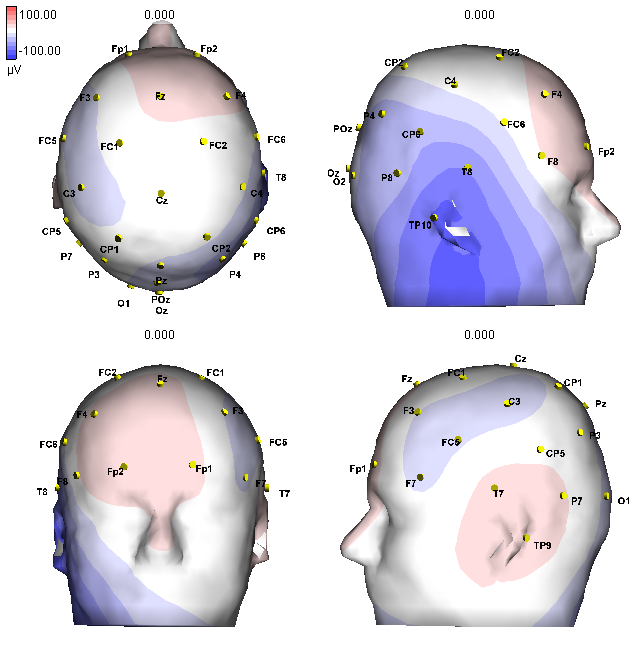 100.00
-100.00
µV
0.000
Fp1 Fp2
F3 Fz F4
FC5 FC1 FC2 FC6
T8
C3 Cz C4
CP5 CP1 CP2 CP6
P7 P3 Pz P4 P8
O1 POz
Oz
0.000
CP2 FC2
C4 F4
P4 FC6
POz CP6 Fp2
F8
Oz P8 T8
O2
TP10
0.000
FC2 Fz FC1
F4 F3
FC6 FC5
Fp2 Fp1
F8 F7
T8 T7
0.000
Cz
Fz FC1 CP1
F3 C3 Pz
FC5 P3
Fp1 CP5
F7 T7 P7 O1
TP9